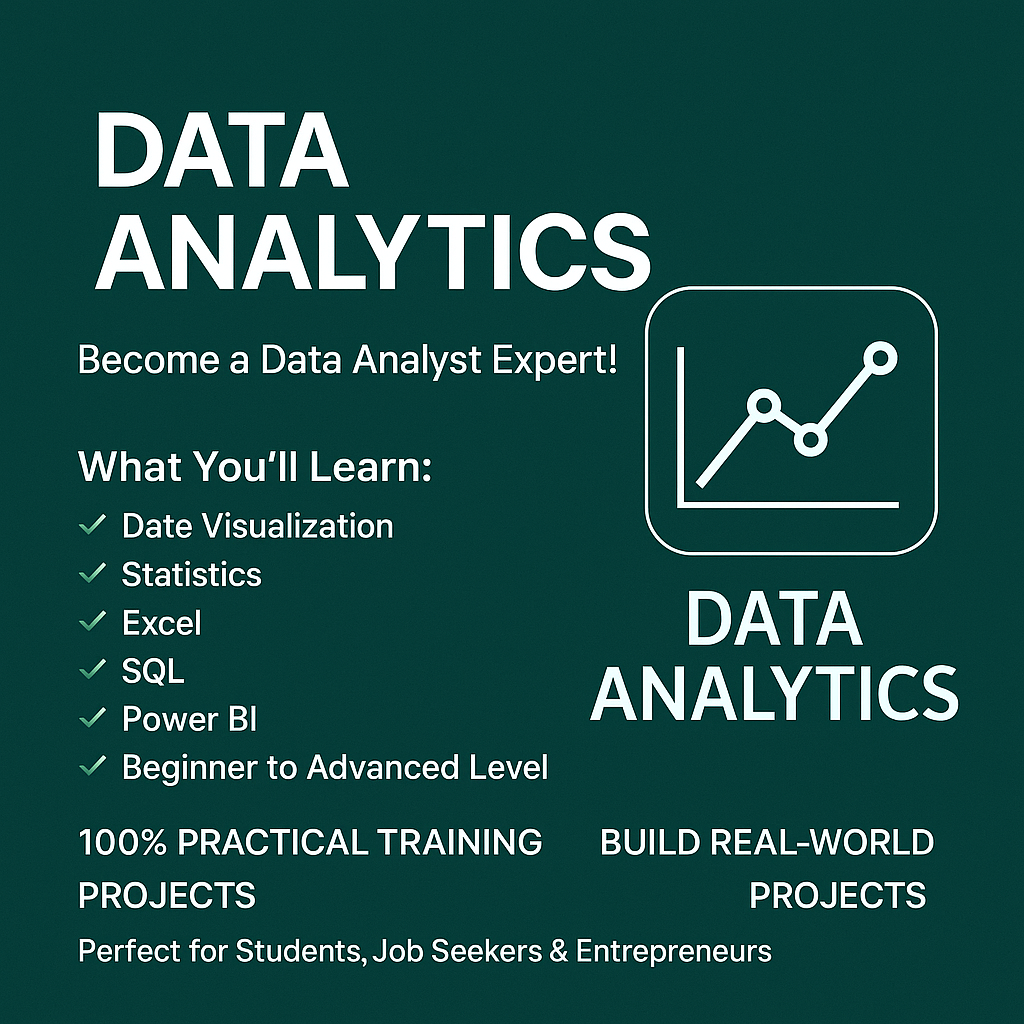 DATA
ANALYTICS
Become a Data Analyst Expert!
What You'll Learn:
Date Visualization
Statistics
Excel
SQL
Power BI
Beginner to Advanced Level
DATA
ANALYTICS
100% PRACTICAL TRAINING
PROJECTS
BUILD REAL-WORLD
PROJECTS
Perfect for Students, Job Seekers & Entrepreneurs